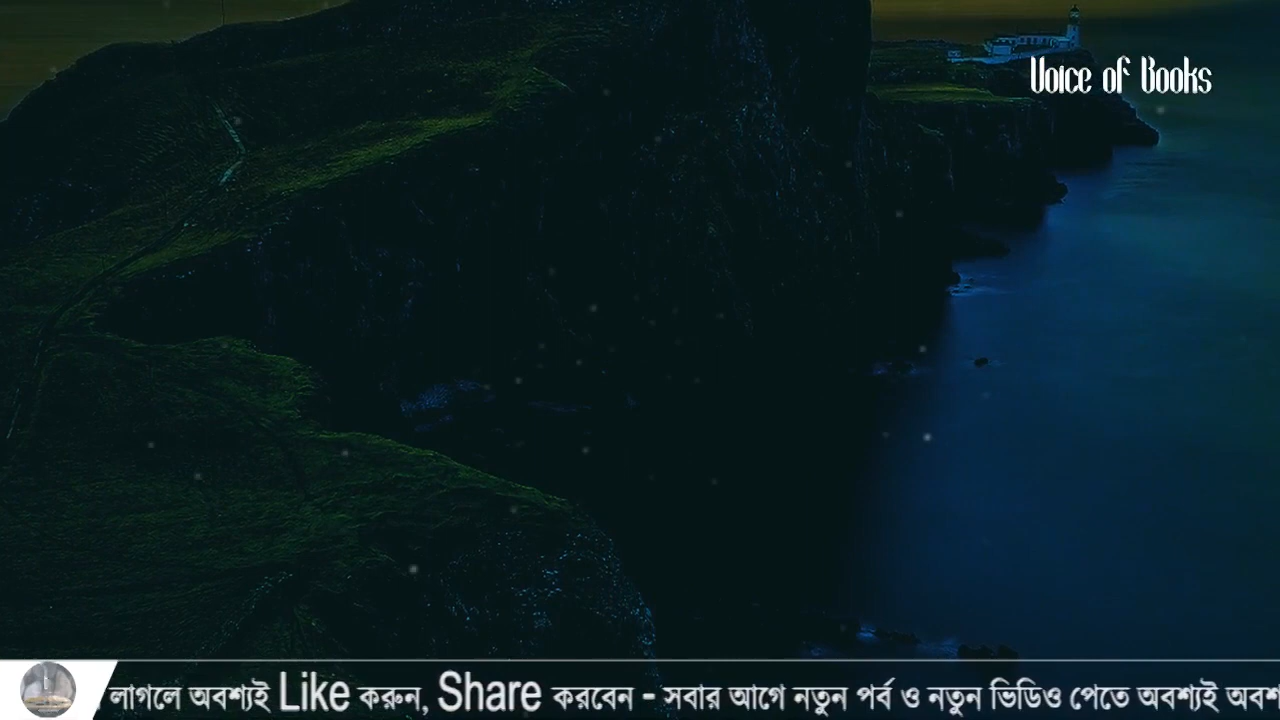 Voice of Books
লাগলে অবশ্যই Like করুন, Share করবেন - সবার আগে নতুন পর্ব ও নতুন ভিডিও পেতে অবশ্যই